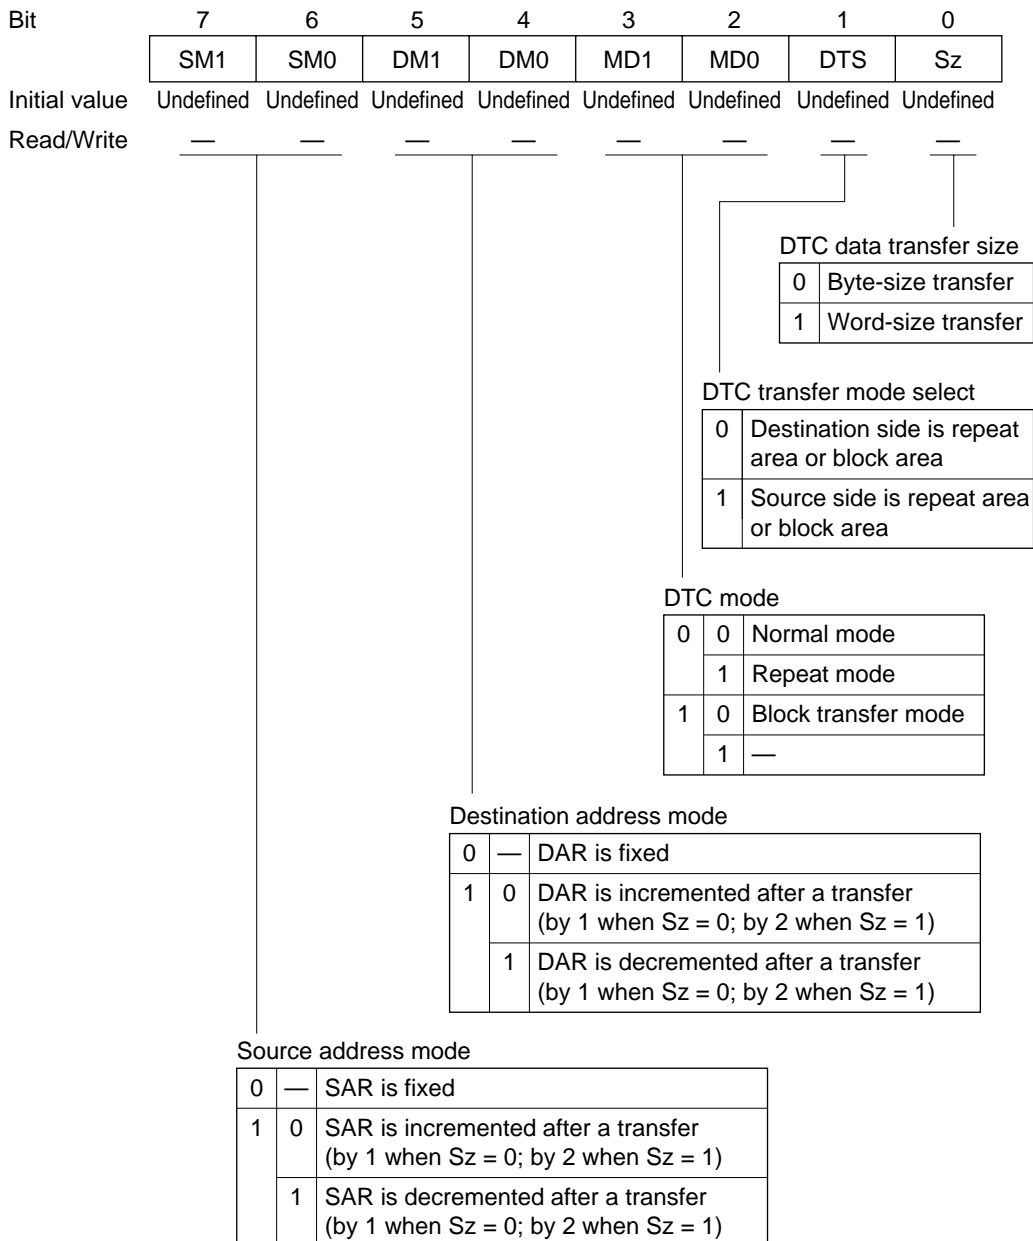 Bit 7 6 5 4 3 2 1 0
SM1 SM0 DM1 DM0 MD1 MD0 DTS Sz
Initial value Undefined Undefined Undefined Undefined Undefined Undefined Undefined Undefined
Read/Write — — — — — — — —
DTC data transfer size
0 Byte-size transfer
1 Word-size transfer
DTC transfer mode select
0 Destination side is repeat
area or block area
1 Source side is repeat area
or block area
DTC mode
0 0 Normal mode
1 Repeat mode
1 0 Block transfer mode
1 —
Destination address mode
0 — DAR is fixed
1 0 DAR is incremented after a transfer
(by 1 when Sz = 0; by 2 when Sz = 1)
1 DAR is decremented after a transfer
(by 1 when Sz = 0; by 2 when Sz = 1)
Source address mode
0 — SAR is fixed
1 0 SAR is incremented after a transfer
(by 1 when Sz = 0; by 2 when Sz = 1)
1 SAR is decremented after a transfer
(by 1 when Sz = 0; by 2 when Sz = 1)